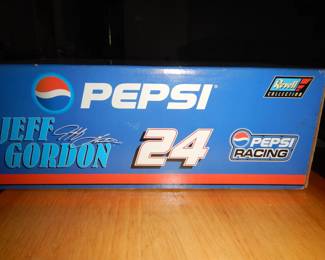 PEPSI
Revell
COLLECTION
JEFF
GORDON
24
PEPSI
RACING